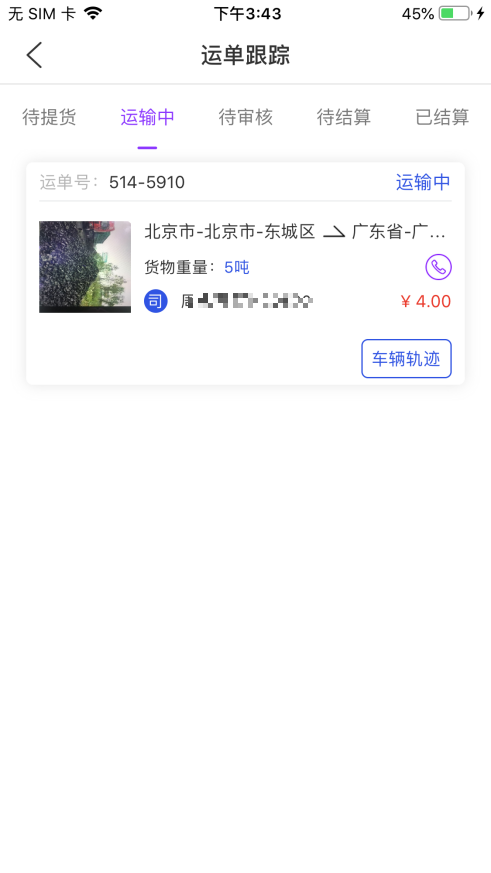 无 SIM 卡 下午3:43 45%
运单跟踪
待提货 运输中 待审核 待结算 已结算
运单号： 514-5910 运输中
北京市-北京市-东城区 广东省-广...
货物重量： 5吨
司 ¥ 4.00
车辆轨迹